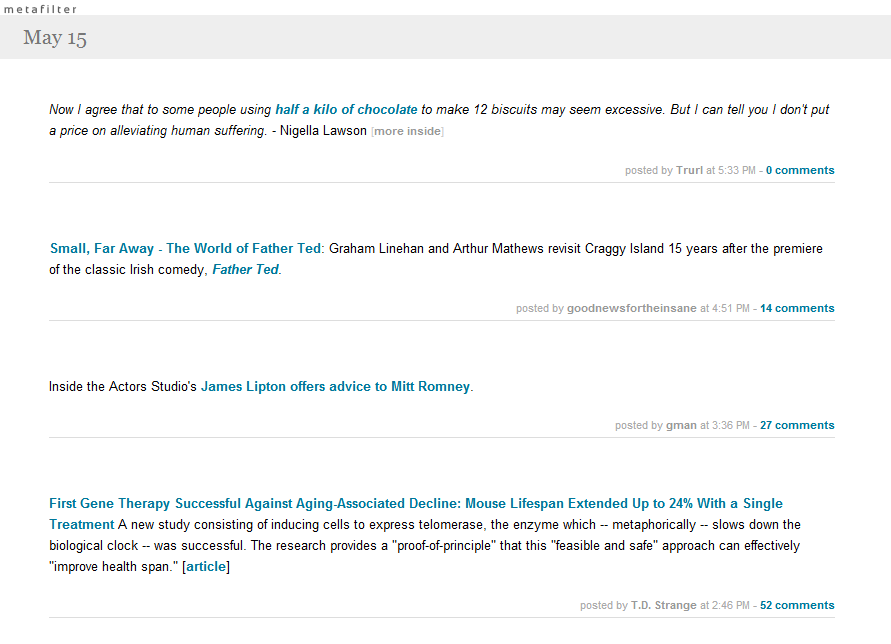 metafilter
May 15
Now I agree that to some people using half a kilo of chocolate to make 12 biscuits may seem excessive. But I can tell you I don't put
a price on alleviating human suffering. - Nigella Lawson [more inside]
posted by Trurl at 5:33 PM - 0 comments
Small, Far Away - The World of Father Ted: Graham Linehan and Arthur Mathews revisit Craggy Island 15 years after the premiere
of the classic Irish comedy, Father Ted.
posted by goodnewsfortheinsane at 4:51 PM - 14 comments
Inside the Actors Studio's James Lipton offers advice to Mitt Romney.
posted by gman at 3:36 PM - 27 comments
First Gene Therapy Successful Against Aging-Associated Decline: Mouse Lifespan Extended Up to 24% With a Single
Treatment A new study consisting of inducing cells to express telomerase, the enzyme which -- metaphorically -- slows down the
biological clock -- was successful. The research provides a "proof-of-principle" that this "feasible and safe" approach can effectively
"improve health span." [article]
posted by T.D. Strange at 2:46 PM - 52 comments